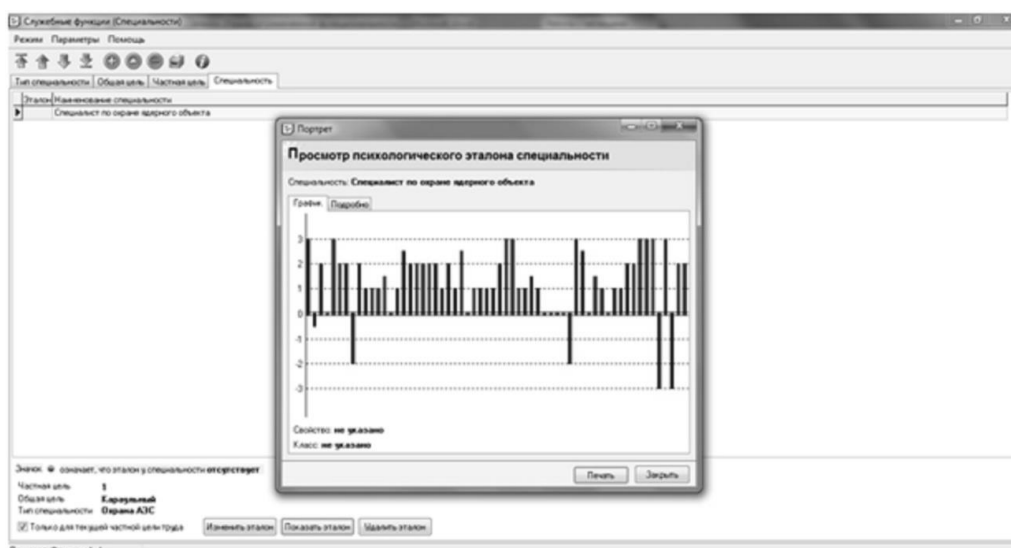 Служебные функции (Специальности)
Режим Параметры Помощь
Тип специальности Общая цель Частная цель Специальность
Эталон Наименование специальности
Специалист по охране ядерного объекта
Портрет
Просмотр психологического эталона специальности
Специальность: Специалист по охране ядерного объекта
График. Подробно
3
2
1
0
-1
-2
-3
Свойство: не указано
Класс: не указано
Печать Закрыть
Значок означает, что эталон у специальности отсутствует
Частная цель 1
Общая цель Караульный
Тип специальности Охрана АЭС
Только для текущей частной цели труда Изменить эталон Показать эталон Удалить эталон